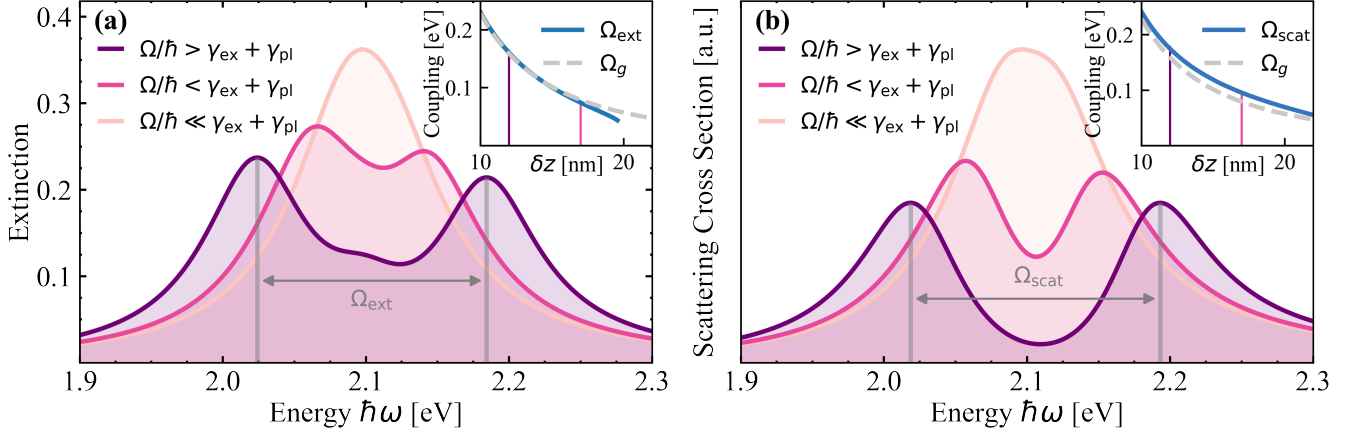 (a)
Ω/ħ > γex + γpl
Ω/ħ < γex + γpl
Ω/ħ ≪ γex + γpl
Extinction
0.4
0.3
0.2
0.1
Ωext
1.9 2.0 2.1 2.2 2.3
Energy ħω [eV]
Coupling [eV]
0.2
0.1
Ωext
Ωg
10 20
δz [nm]
(b)
Ω/ħ > γex + γpl
Ω/ħ < γex + γpl
Ω/ħ ≪ γex + γpl
Scattering Cross Section [a.u.]
Ωscat
1.9 2.0 2.1 2.2 2.3
Energy ħω [eV]
Coupling [eV]
0.2
0.1
Ωscat
Ωg
10 20
δz [nm]